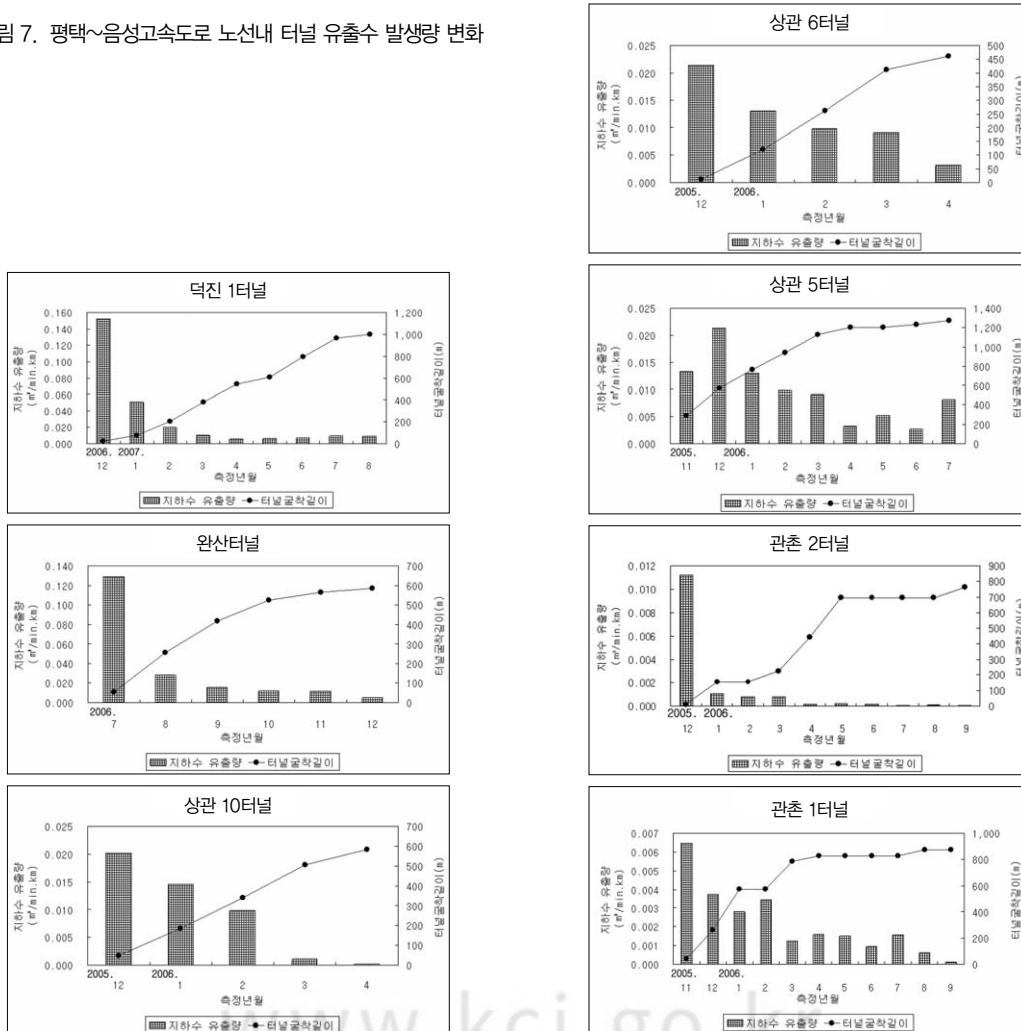 림 7. 평택~음성고속도로 노선내 터널 유출수 발생량 변화
덕진 1터널
지하수 유출량
(㎥/min.km)
0.160
0.140
0.120
0.100
0.080
0.060
0.040
0.020
0.000
1,200
1,000
800
600
400
200
0
터널굴착길이(m)
2006. 2007.
12 1 2 3 4 5 6 7 8
측정년월
지하수 유출량 터널굴착길이
완산터널
지하수 유출량
(㎥/min.km)
0.140
0.120
0.100
0.080
0.060
0.040
0.020
0.000
700
600
500
400
300
200
100
0
터널굴착길이(m)
2006.
7 8 9 10 11 12
측정년월
지하수 유출량 터널굴착길이
상관 10터널
지하수 유출량
(㎥/min.km)
0.025
0.020
0.015
0.010
0.005
0.000
700
600
500
400
300
200
100
0
터널굴착길이(m)
2005. 2006.
12 1 2 3 4
측정년월
지하수 유출량 터널굴착길이
상관 6터널
지하수 유출량
(㎥/min.km)
0.025
0.020
0.015
0.010
0.005
0.000
500
450
400
350
300
250
200
150
100
50
0
터널굴착길이(m)
2005. 2006.
12 1 2 3 4
측정년월
지하수 유출량 터널굴착길이
상관 5터널
지하수 유출량
(㎥/min.km)
0.025
0.020
0.015
0.010
0.005
0.000
1,400
1,200
1,000
800
600
400
200
0
터널굴착길이(m)
2005. 2006.
11 12 1 2 3 4 5 6 7
측정년월
지하수 유출량 터널굴착길이
관촌 2터널
지하수 유출량
(㎥/min.km)
0.012
0.010
0.008
0.006
0.004
0.002
0.000
900
800
700
600
500
400
300
200
100
0
터널굴착길이(m)
2005. 2006.
12 1 2 3 4 5 6 7 8 9
측정년월
지하수 유출량 터널굴착길이
관촌 1터널
지하수 유출량
(㎥/min.km)
0.007
0.006
0.005
0.004
0.003
0.002
0.001
0.000
1,000
800
600
400
200
0
터널굴착길이(m)
2005. 2006.
11 12 1 2 3 4 5 6 7 8 9
측정년월
지하수 유출량 터널굴착길이
www.kci.go.kr